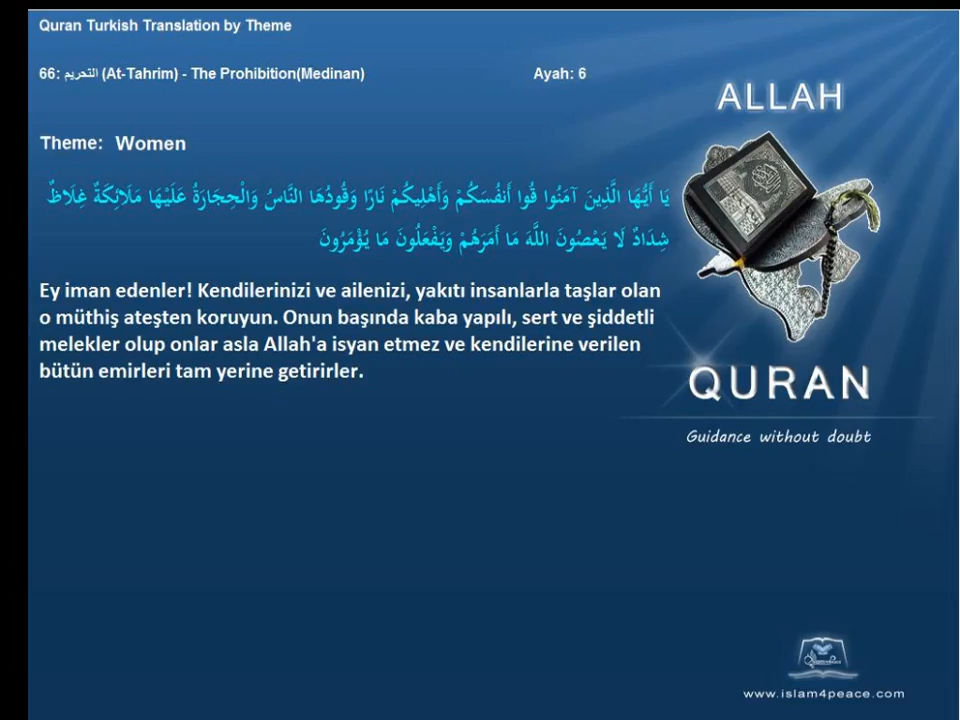 Quran Turkish Translation by Theme
66: التحريم (At-Tahrim) - The Prohibition(Medinan) Ayah: 6
ALLAH
Theme: Women
يَا أَيُّهَا الَّذِينَ آمَنُوا قُوا أَنفُسَكُمْ وَأَهْلِيكُمْ نَارًا وَقُودُهَا النَّاسُ وَالْحِجَارَةُ عَلَيْهَا مَلَائِكَةٌ غِلَاظٌ
شِدَادٌ لَا يَعْصُونَ اللَّهَ مَا أَمَرَهُمْ وَيَفْعَلُونَ مَا يُؤْمَرُونَ
Ey iman edenler! Kendilerinizi ve ailenizi, yakıtı insanlarla taşlar olan
o müthiş ateşten koruyun. Onun başında kaba yapılı, sert ve şiddetli
melekler olup onlar asla Allah'a isyan etmez ve kendilerine verilen
bütün emirleri tam yerine getirirler.
QURAN
Guidance without doubt
www.islam4peace.com